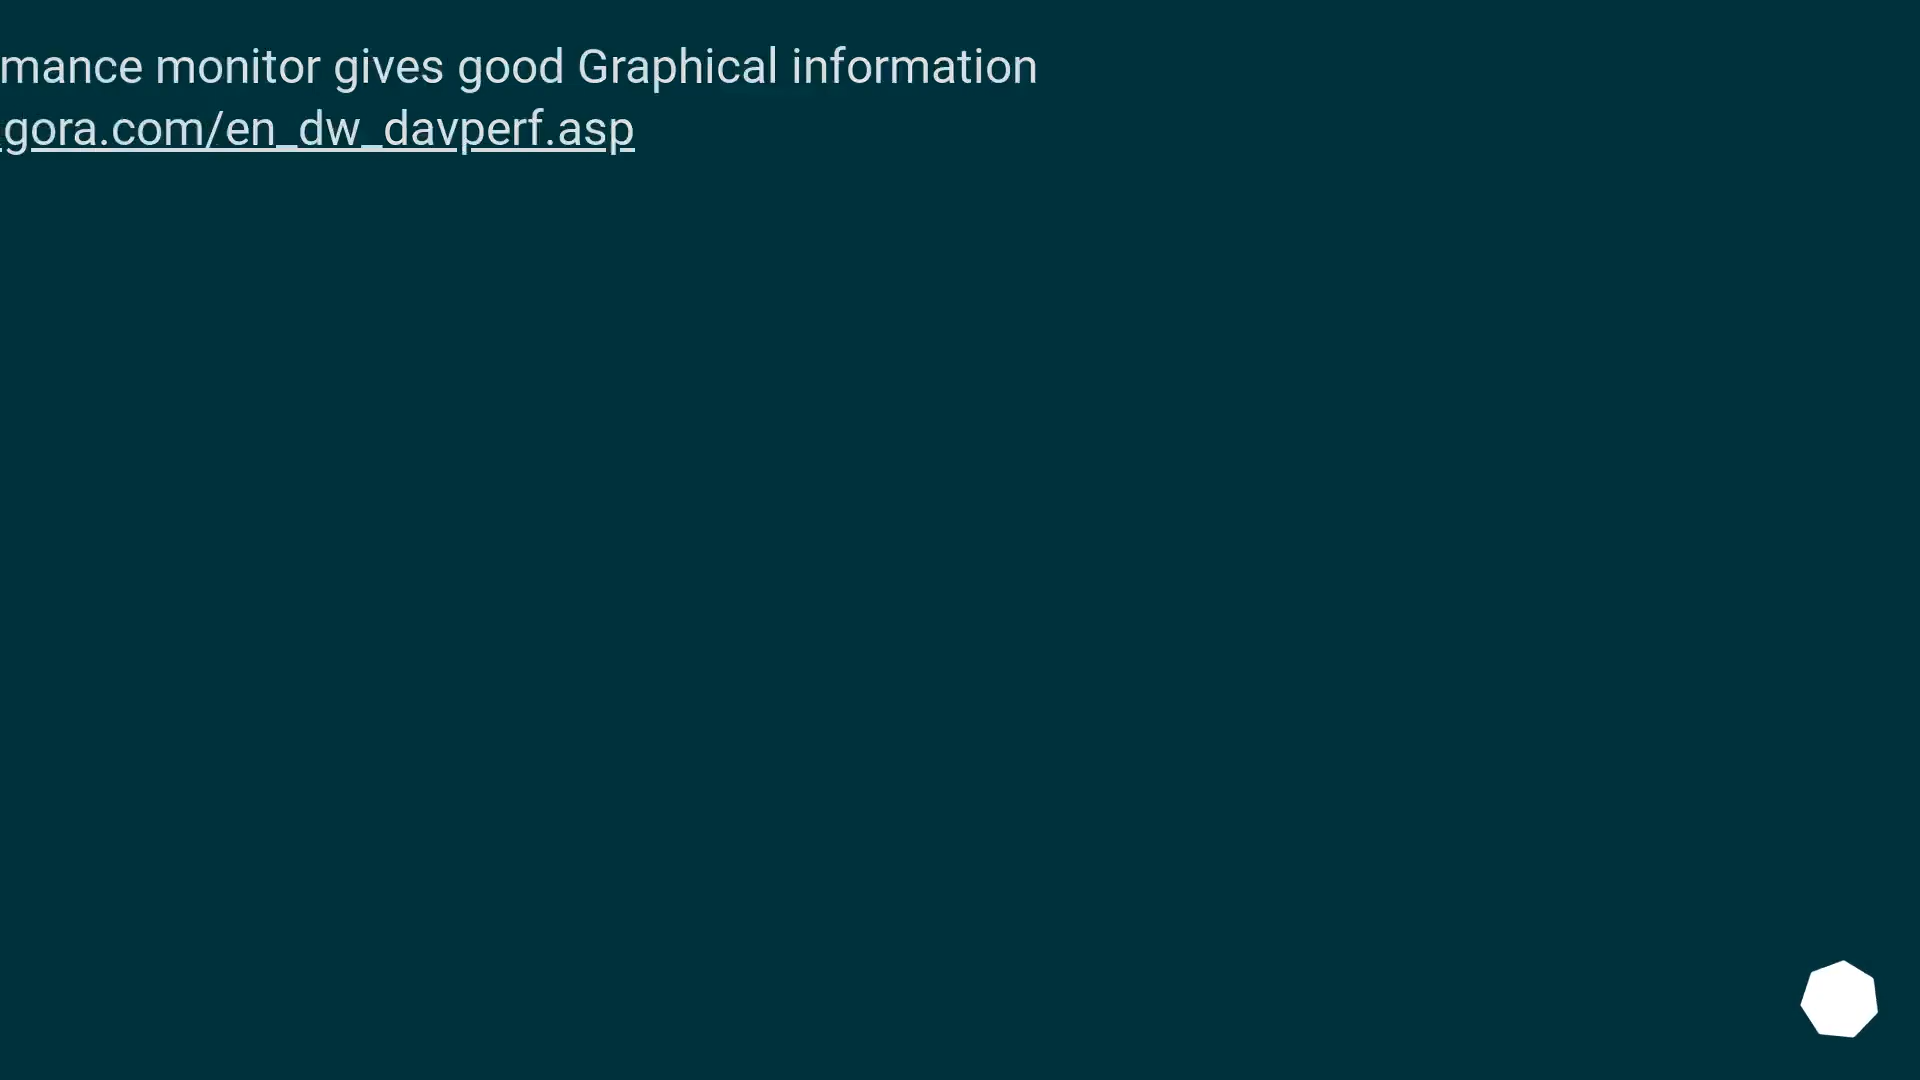 mance monitor gives good Graphical information
gora.com/en_dw_davperf.asp